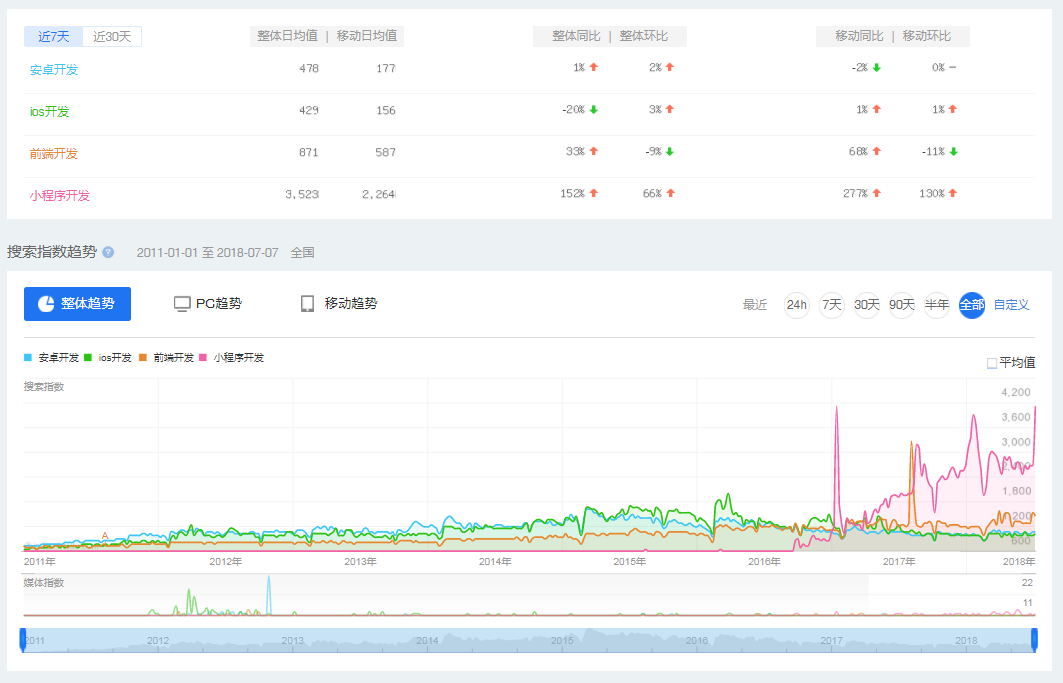 近7天 近30天 整体日均值 | 移动日均值 整体同比 | 整体环比 移动同比 | 移动环比
安卓开发 478 177 1% 2% -2% 0% –
ios开发 429 156 -20% 3% 1% 1%
前端开发 871 587 33% -9% 68% -11%
小程序开发 3,523 2,264 152% 66% 277% 130%
搜索指数趋势 ? 2011-01-01 至 2018-07-07 全国
整体趋势 PC趋势 移动趋势 最近 24h 7天 30天 90天 半年 全部 自定义
安卓开发 ios开发 前端开发 小程序开发
平均值
搜索指数
4,200
3,600
3,000
1,800
600
A
2011年 2012年 2013年 2014年 2015年 2016年 2017年 2018年
媒体指数 22
11
2011 2012 2013 2014 2015 2016 2017 2018